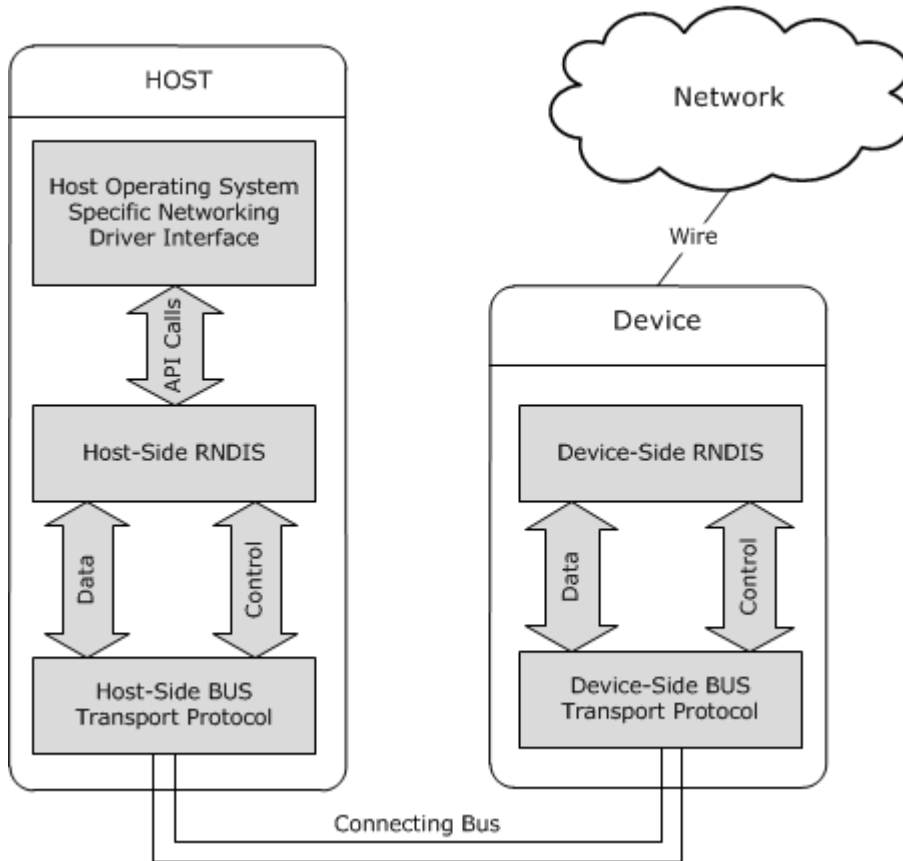 HOST
Host Operating System
Specific Networking
Driver Interface
API Calls
Host-Side RNDIS
Data
Control
Host-Side BUS
Transport Protocol
Network
Wire
Device
Device-Side RNDIS
Data
Control
Device-Side BUS
Transport Protocol
Connecting Bus